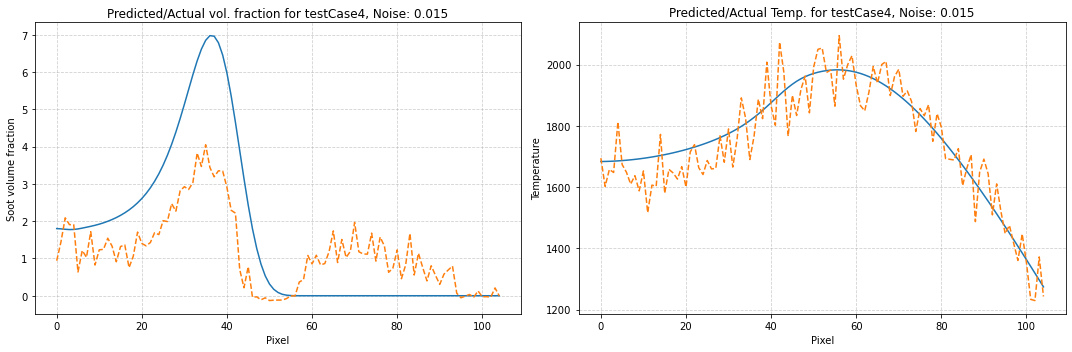 Predicted/Actual vol. fraction for testCase4, Noise: 0.015
7
6
5
4
3
2
1
0
Soot volume fraction
0 20 40 60 80 100
Pixel
Predicted/Actual Temp. for testCase4, Noise: 0.015
2000
1800
1600
1400
1200
Temperature
0 20 40 60 80 100
Pixel